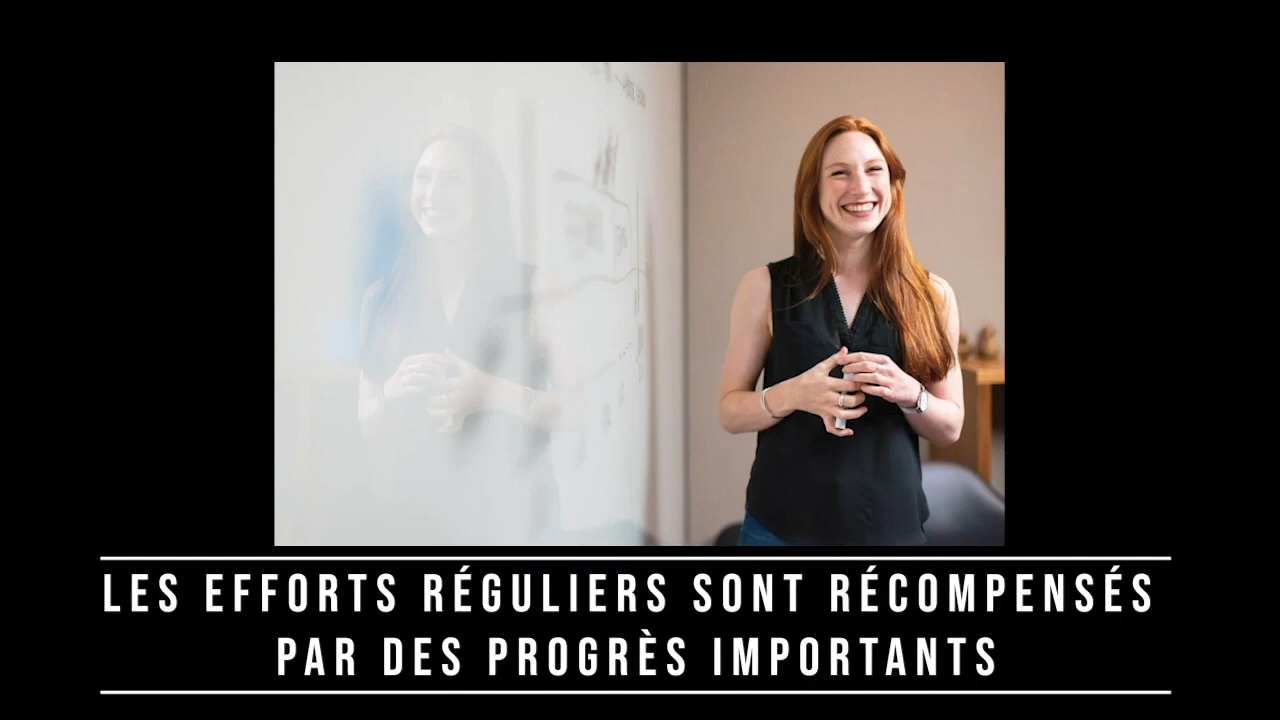 LES EFFORTS RÉGULIERS SONT RÉCOMPENSÉS
PAR DES PROGRÈS IMPORTANTS